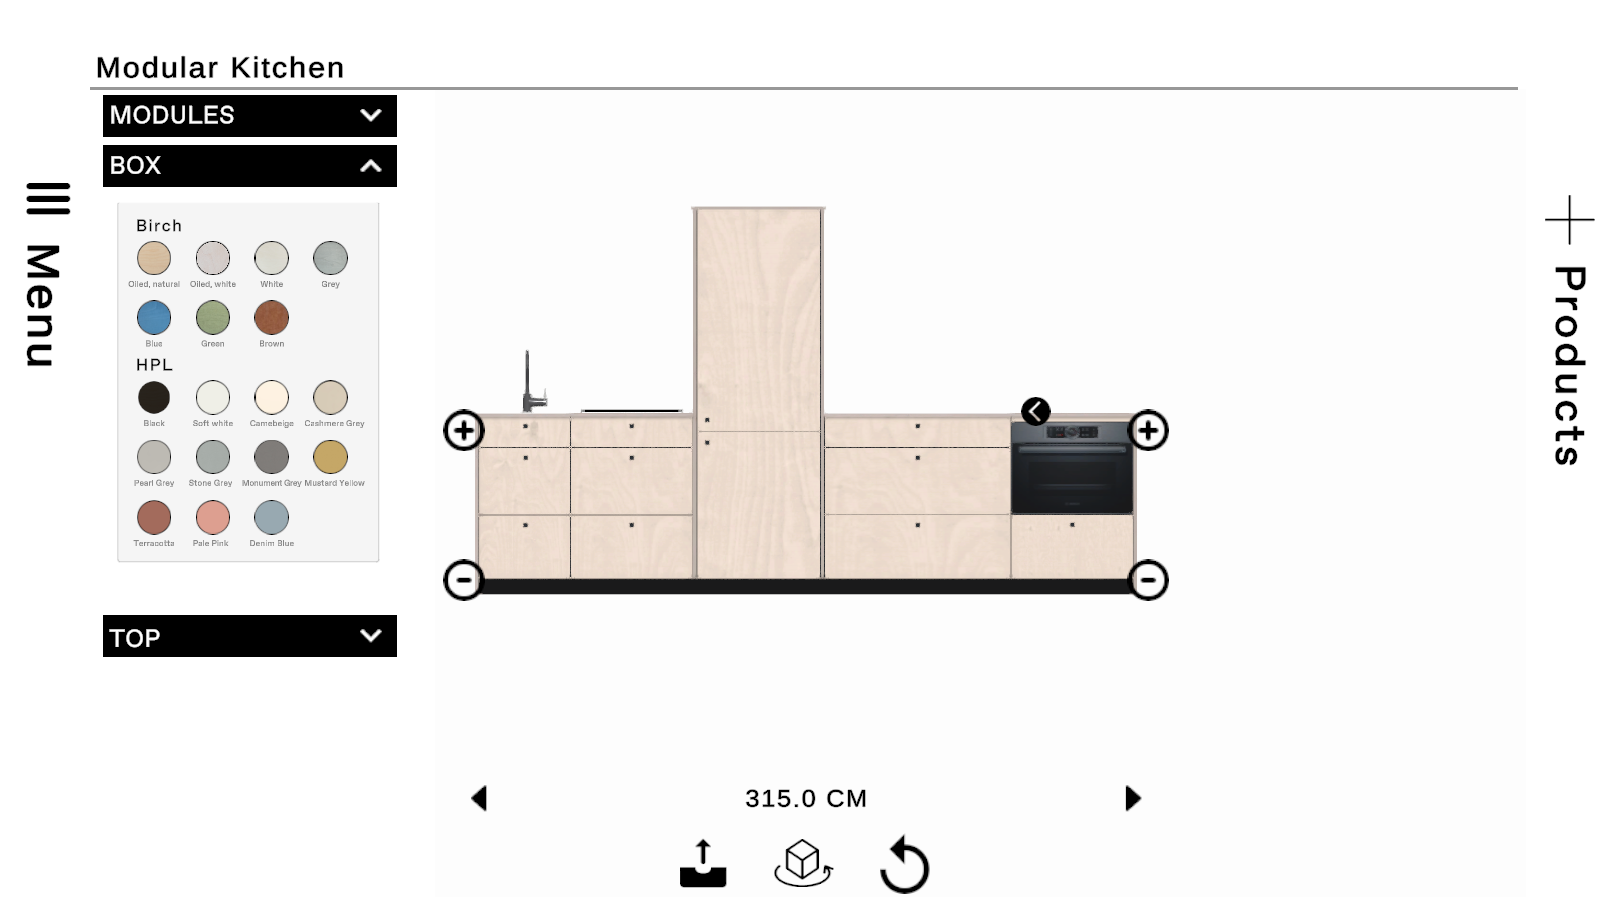 Modular Kitchen
MODULES
BOX
Menu
Products
Birch
Oiled, natural Oiled, white White Grey
Blue Green Brown
HPL
Black Soft white Camebeige Cashmere Grey
Pearl Grey Stone Grey Monument Grey Mustard Yellow
Terracotta Pale Pink Denim Blue
TOP
315.0 CM